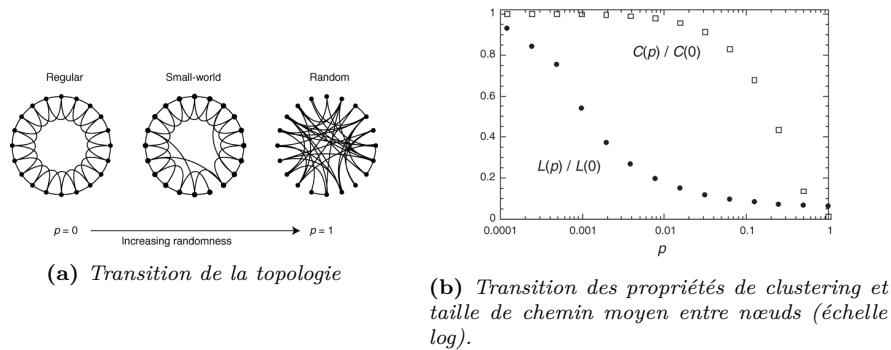 Regular
Small-world
Random
p = 0
Increasing randomness
p = 1
(a) Transition de la topologie
1
0.8
0.6
0.4
0.2
0
C(p) / C(0)
L(p) / L(0)
0.0001
0.001
0.01
0.1
1
p
(b) Transition des propriétés de clustering et
taille de chemin moyen entre nœuds (échelle
log).